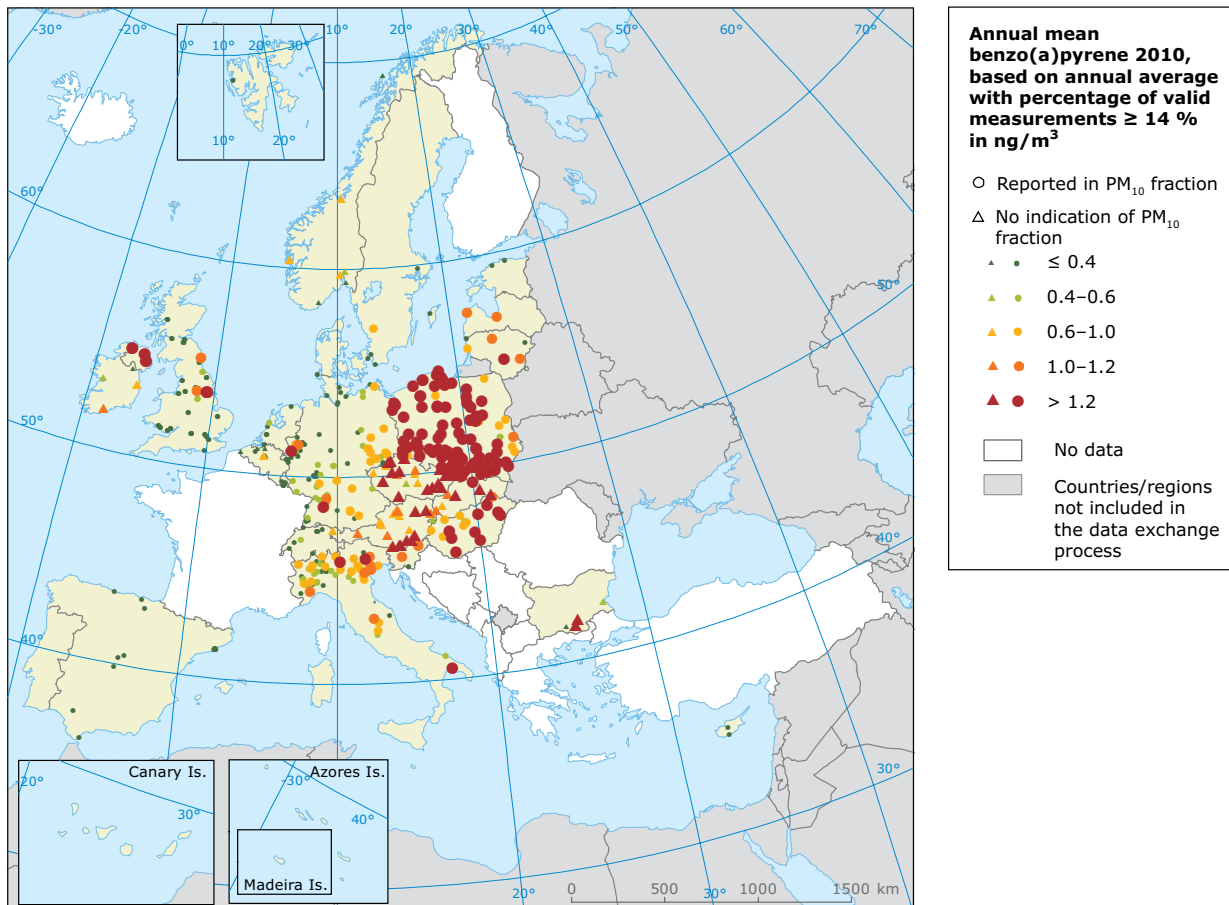 -30°
-20°
-10°
0°
10°
20°
30°
40°
50°
60°
70°
0°
10°
20°
30°
10°
20°
60°
50°
40°
50°
40°
30°
10°
20°
30°
Canary Is.
-20°
30°
Azores Is.
-30°
40°
Madeira Is.
0
500
1000
1500 km
Annual mean
benzo(a)pyrene 2010,
based on annual average
with percentage of valid
measurements ≥ 14 %
in ng/m³
Reported in PM₁₀ fraction
No indication of PM₁₀
fraction
≤ 0.4
0.4–0.6
0.6–1.0
1.0–1.2
> 1.2
No data
Countries/regions
not included in
the data exchange
process